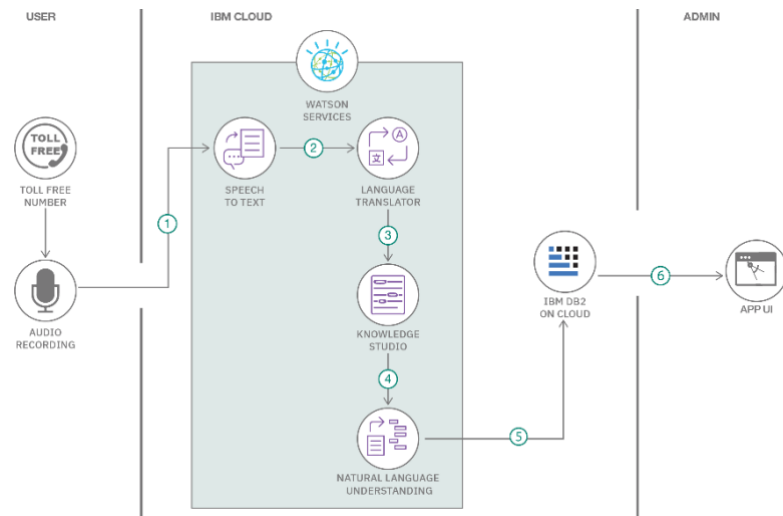 USER
IBM CLOUD
ADMIN
WATSON
SERVICES
TOLL
FREE
TOLL FREE
NUMBER
1
SPEECH
TO TEXT
2
A
文
LANGUAGE
TRANSLATOR
3
AUDIO
RECORDING
KNOWLEDGE
STUDIO
4
NATURAL LANGUAGE
UNDERSTANDING
5
IBM DB2
ON CLOUD
6
APP UI